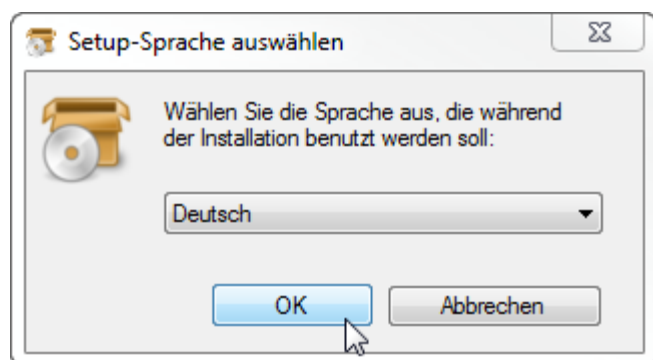 Setup-Sprache auswählen
Wählen Sie die Sprache aus, die während
der Installation benutzt werden soll:
Deutsch
OK
Abbrechen